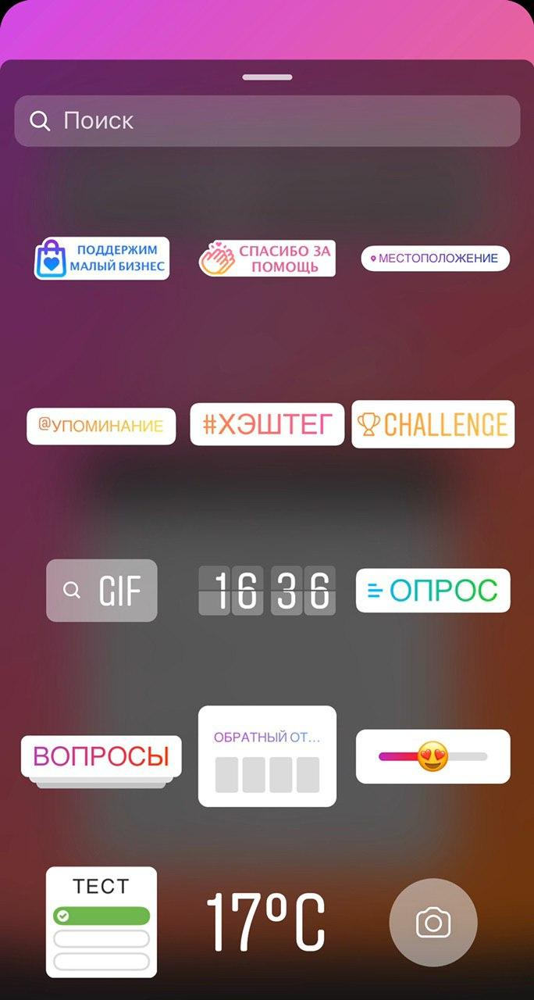 Поиск
ПОДДЕРЖИМ
МАЛЫЙ БИЗНЕС
СПАСИБО ЗА
ПОМОЩЬ
МЕСТОПОЛОЖЕНИЕ
@УПОМИНАНИЕ
#ХЭШТЕГ
CHALLENGE
GIF
16 36
ОПРОС
ВОПРОСЫ
ОБРАТНЫЙ ОТ...
ТЕСТ
17°C